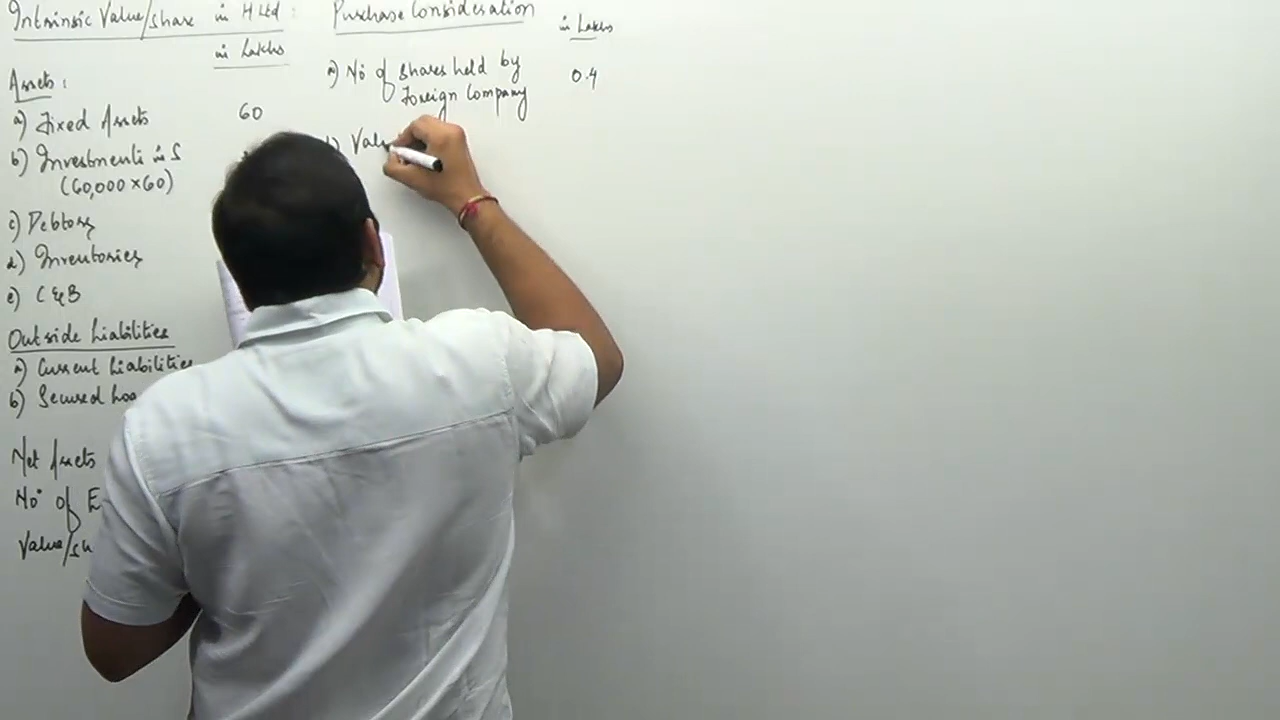 Intrinsic Value/share in H Ltd :
in Lakhs
Assets :
a) Fixed Assets 60
b) Investments in S
(60,000 × 60)
c) Debtors
d) Inventories
e) C & B
Outside Liabilities
a) Current Liabilities
b) Secured Loa
Net Assets
No of E
Value/sh
Purchase Consideration
in Lakhs
a) No of shares held by 0.4
Foreign Company
b) Valu